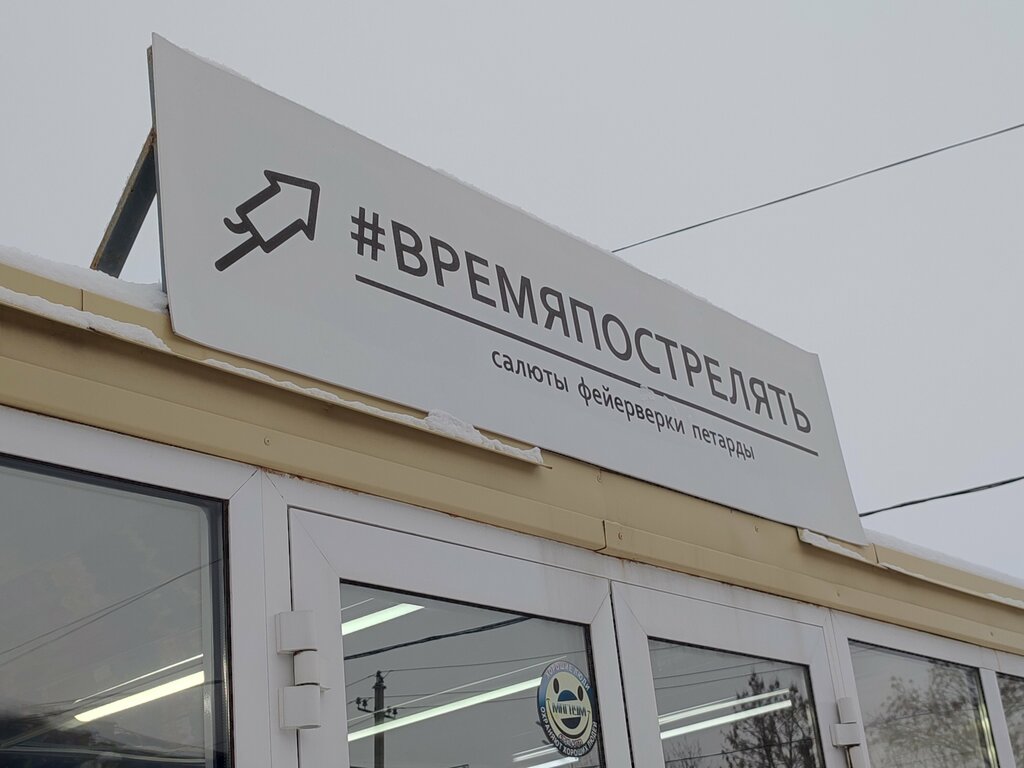 #ВРЕМЯПОСТРЕЛЯТЬ
салюты фейерверки петарды